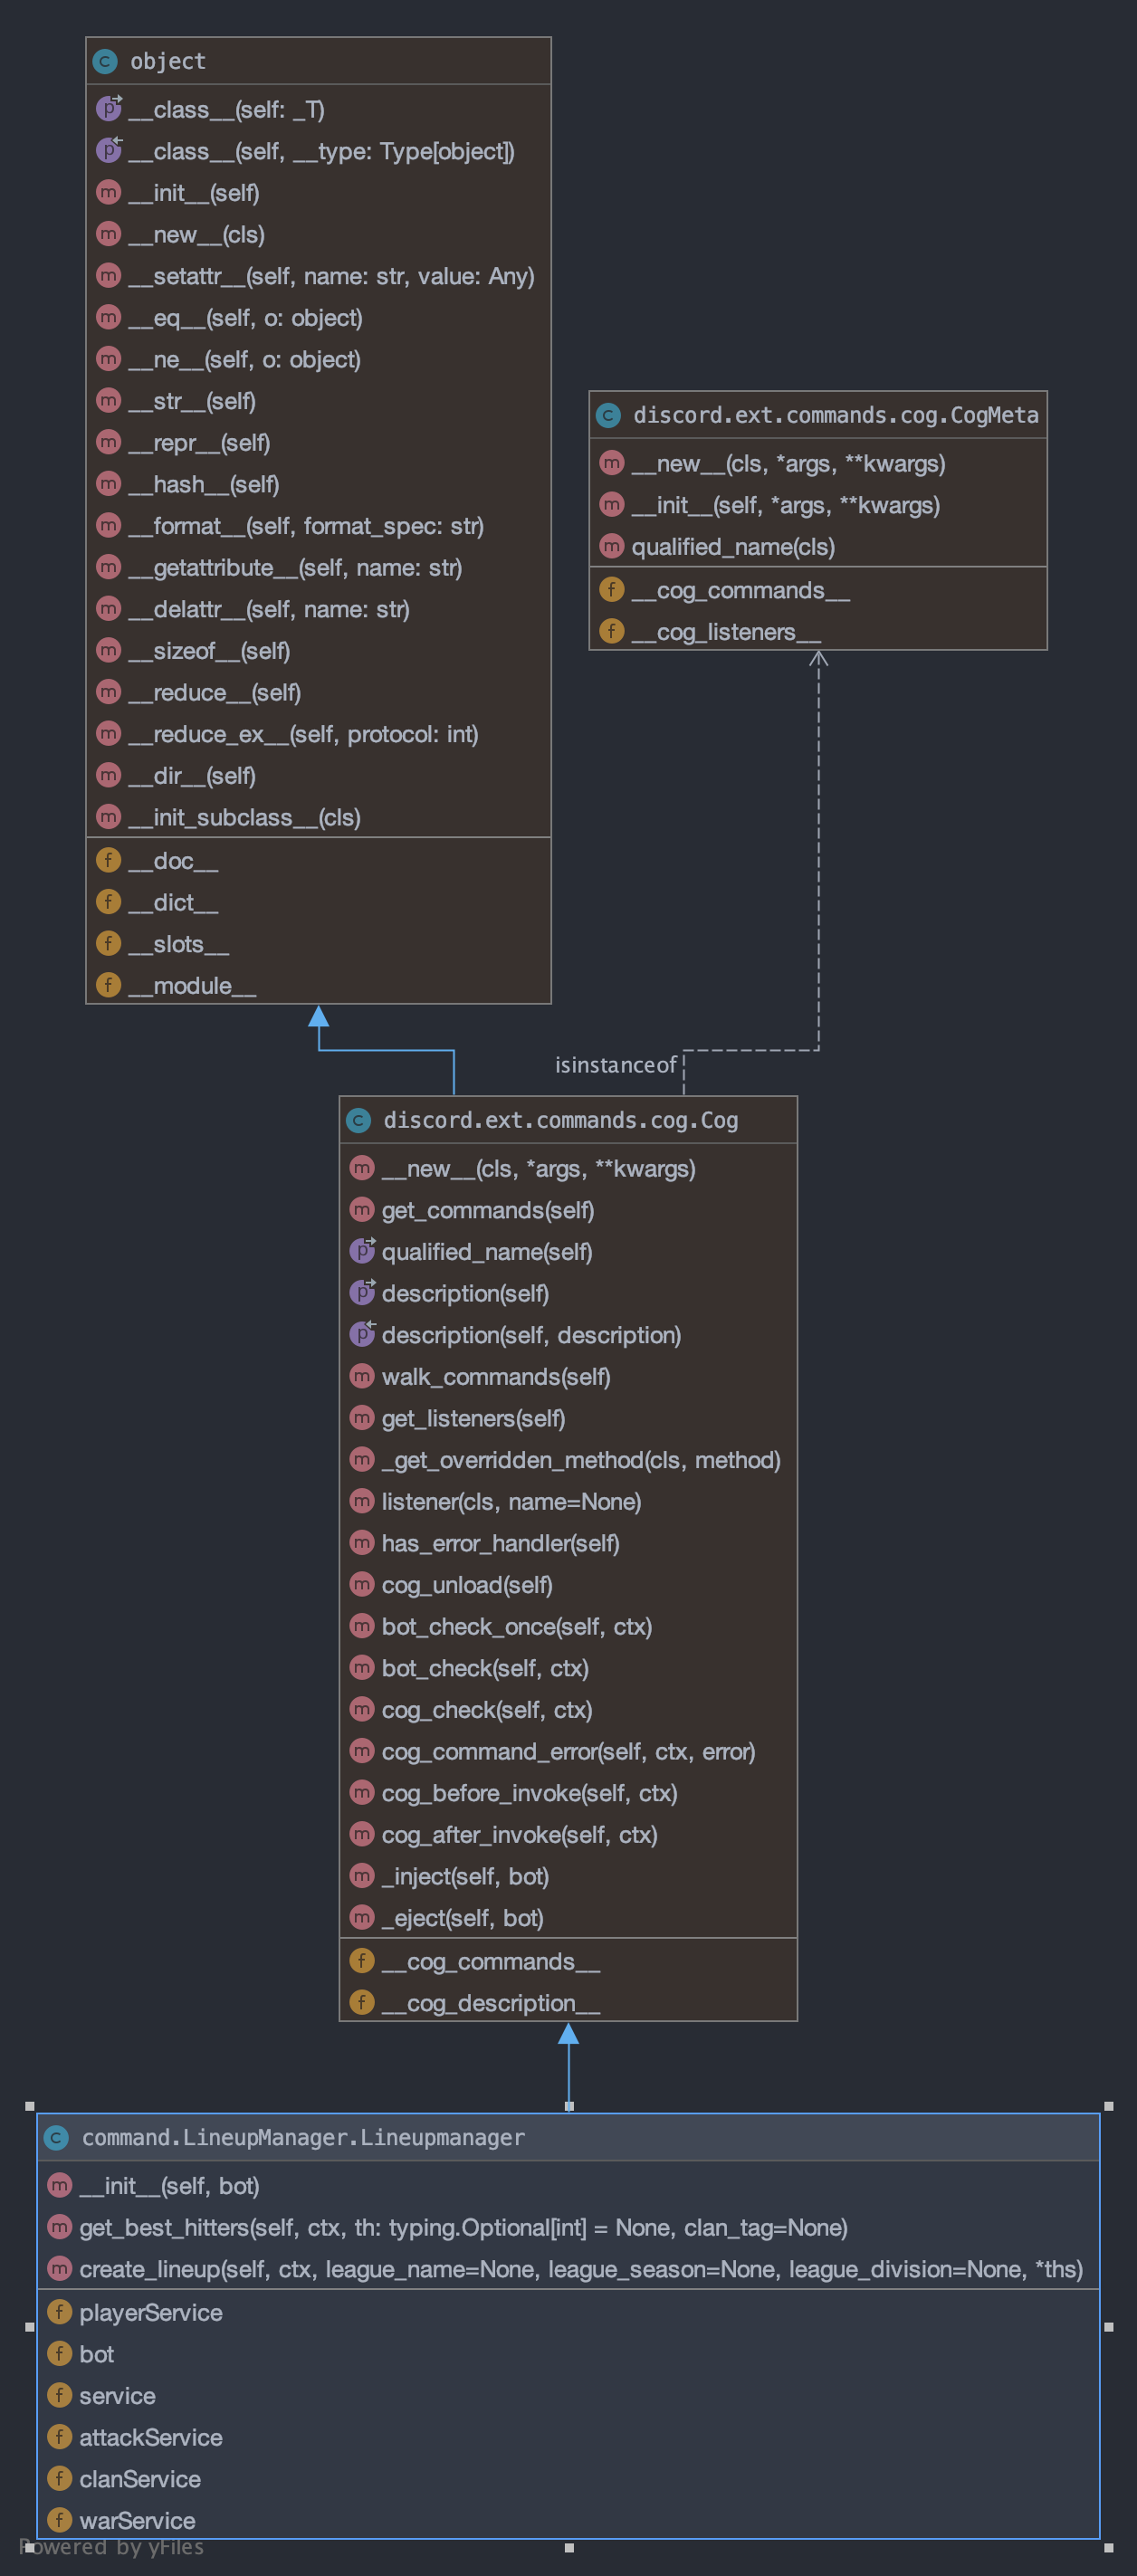 object
__class__(self: _T)
__class__(self, __type: Type[object])
__init__(self)
__new__(cls)
__setattr__(self, name: str, value: Any)
__eq__(self, o: object)
__ne__(self, o: object)
__str__(self)
__repr__(self)
__hash__(self)
__format__(self, format_spec: str)
__getattribute__(self, name: str)
__delattr__(self, name: str)
__sizeof__(self)
__reduce__(self)
__reduce_ex__(self, protocol: int)
__dir__(self)
__init_subclass__(cls)
__doc__
__dict__
__slots__
__module__
discord.ext.commands.cog.CogMeta
__new__(cls, *args, **kwargs)
__init__(self, *args, **kwargs)
qualified_name(cls)
__cog_commands__
__cog_listeners__
isinstanceof
discord.ext.commands.cog.Cog
__new__(cls, *args, **kwargs)
get_commands(self)
qualified_name(self)
description(self)
description(self, description)
walk_commands(self)
get_listeners(self)
_get_overridden_method(cls, method)
listener(cls, name=None)
has_error_handler(self)
cog_unload(self)
bot_check_once(self, ctx)
bot_check(self, ctx)
cog_check(self, ctx)
cog_command_error(self, ctx, error)
cog_before_invoke(self, ctx)
cog_after_invoke(self, ctx)
_inject(self, bot)
_eject(self, bot)
__cog_commands__
__cog_description__
command.LineupManager.Lineupmanager
__init__(self, bot)
get_best_hitters(self, ctx, th: typing.Optional[int] = None, clan_tag=None)
create_lineup(self, ctx, league_name=None, league_season=None, league_division=None, *ths)
playerService
bot
service
attackService
clanService
warService
Powered by yFiles